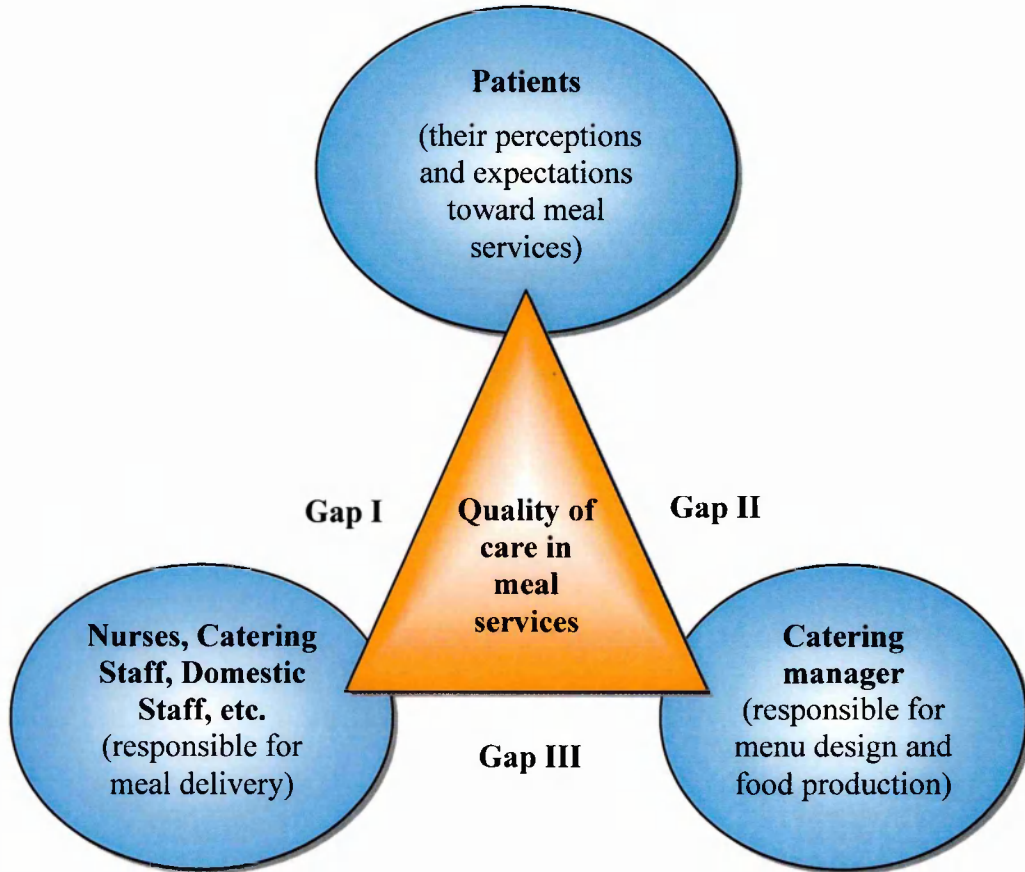 Patients
(their perceptions
and expectations
toward meal
services)
Gap I
Quality of
care in
meal
services
Gap II
Nurses, Catering
Staff, Domestic
Staff, etc.
(responsible for
meal delivery)
Gap III
Catering
manager
(responsible for
menu design and
food production)